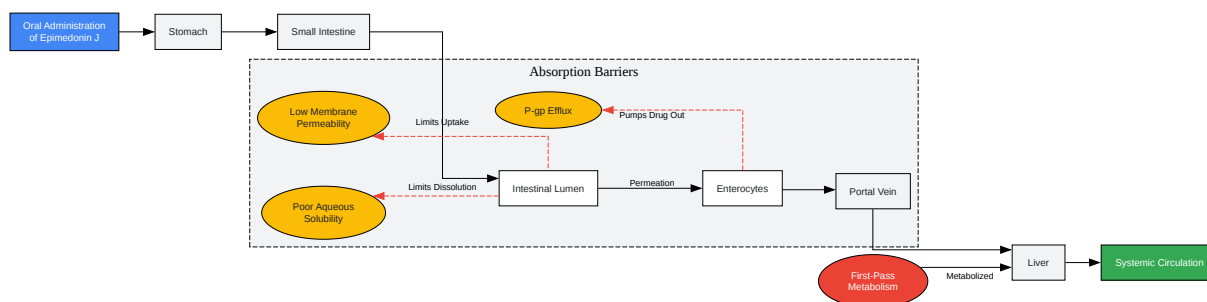 Oral Administration
of Epimedonin J
Stomach
Small Intestine
Absorption Barriers
Low Membrane
Permeability
P-gp Efflux
Limits Uptake
Pumps Drug Out
Limits Dissolution
Intestinal Lumen
Permeation
Enterocytes
Portal Vein
Poor Aqueous
Solubility
First-Pass
Metabolism
Metabolized
Liver
Systemic Circulation